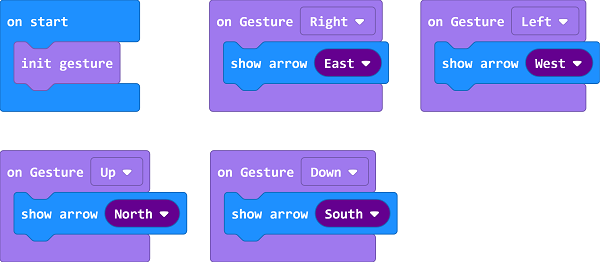 on start
init gesture
on Gesture Right
show arrow East
on Gesture Left
show arrow West
on Gesture Up
show arrow North
on Gesture Down
show arrow South